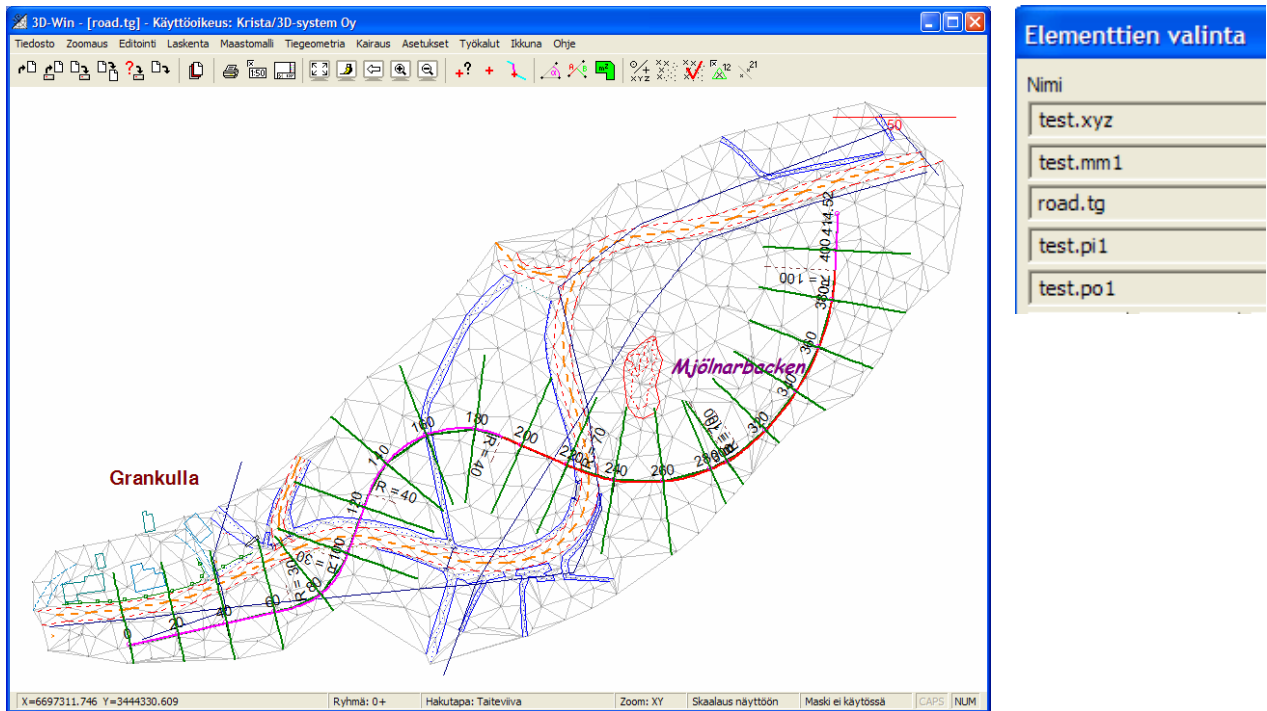 3D-Win - [road.tg] - Käyttöoikeus: Krista/3D-system Oy
Tiedosto Zoomaus Editointi Laskenta Maastomalli Tiegeometria Kairaus Asetukset Työkalut Ikkuna Ohje
50
414.52
400
R = 100
380
360
Mjölnarbacken
340
320
180
160
R = 40
200
R = 70
220
240
260
280
140
R = 40
120
Grankulla
100
R = 30
80
60
40
20
0
X=6697311.746 Y=3444330.609 Ryhmä: 0+ Hakutapa: Taiteviiva Zoom: XY Skaalaus näyttöön Maski ei käytössä CAPS NUM
Elementtien valinta
Nimi
test.xyz
test.mm1
road.tg
test.pi1
test.po1